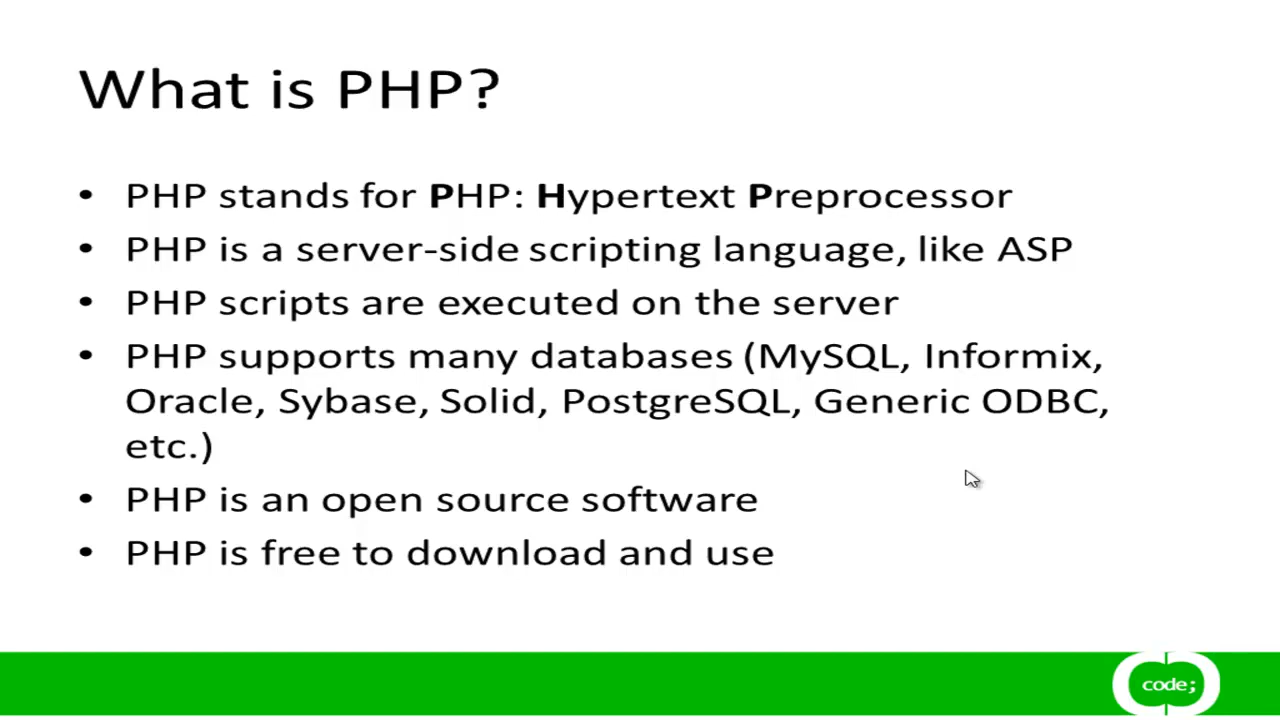 What is PHP?
• PHP stands for PHP: Hypertext Preprocessor
• PHP is a server-side scripting language, like ASP
• PHP scripts are executed on the server
• PHP supports many databases (MySQL, Informix,
Oracle, Sybase, Solid, PostgreSQL, Generic ODBC,
etc.)
• PHP is an open source software
• PHP is free to download and use
code;